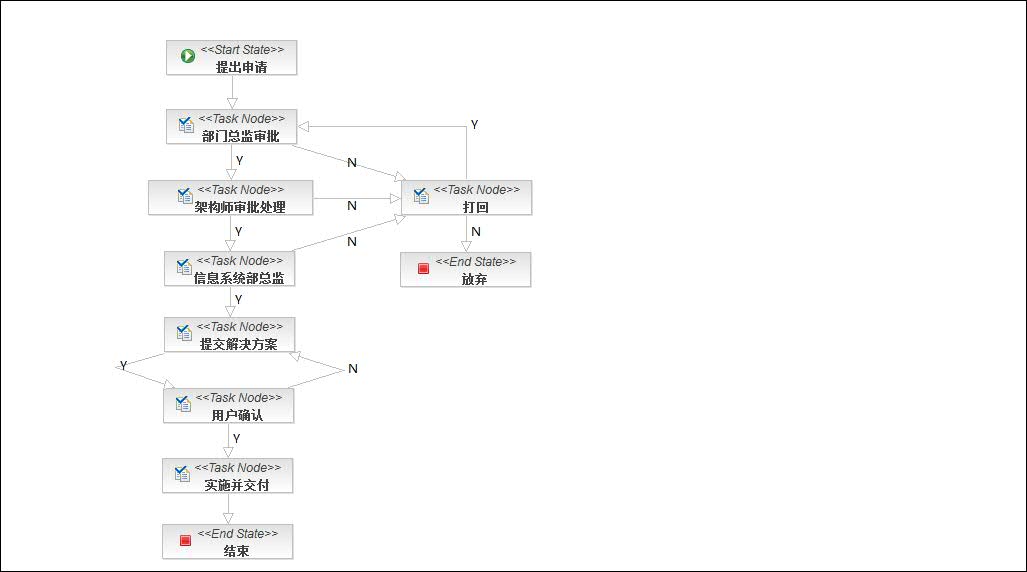 <<Start State>>
提出申请
<<Task Node>>
部门总监审批
Y
Y
N
<<Task Node>>
架构师审批处理
N
<<Task Node>>
打回
Y
N
N
<<Task Node>>
信息系统部总监
<<End State>>
放弃
Y
<<Task Node>>
提交解决方案
Y
N
<<Task Node>>
用户确认
Y
<<Task Node>>
实施并交付
<<End State>>
结束